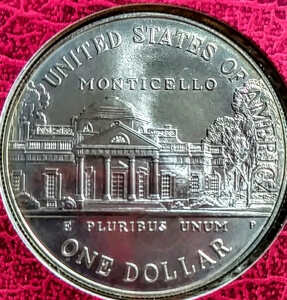 UNITED STATES OF AMERICA
MONTICELLO
E PLURIBUS UNUM P
ONE DOLLAR